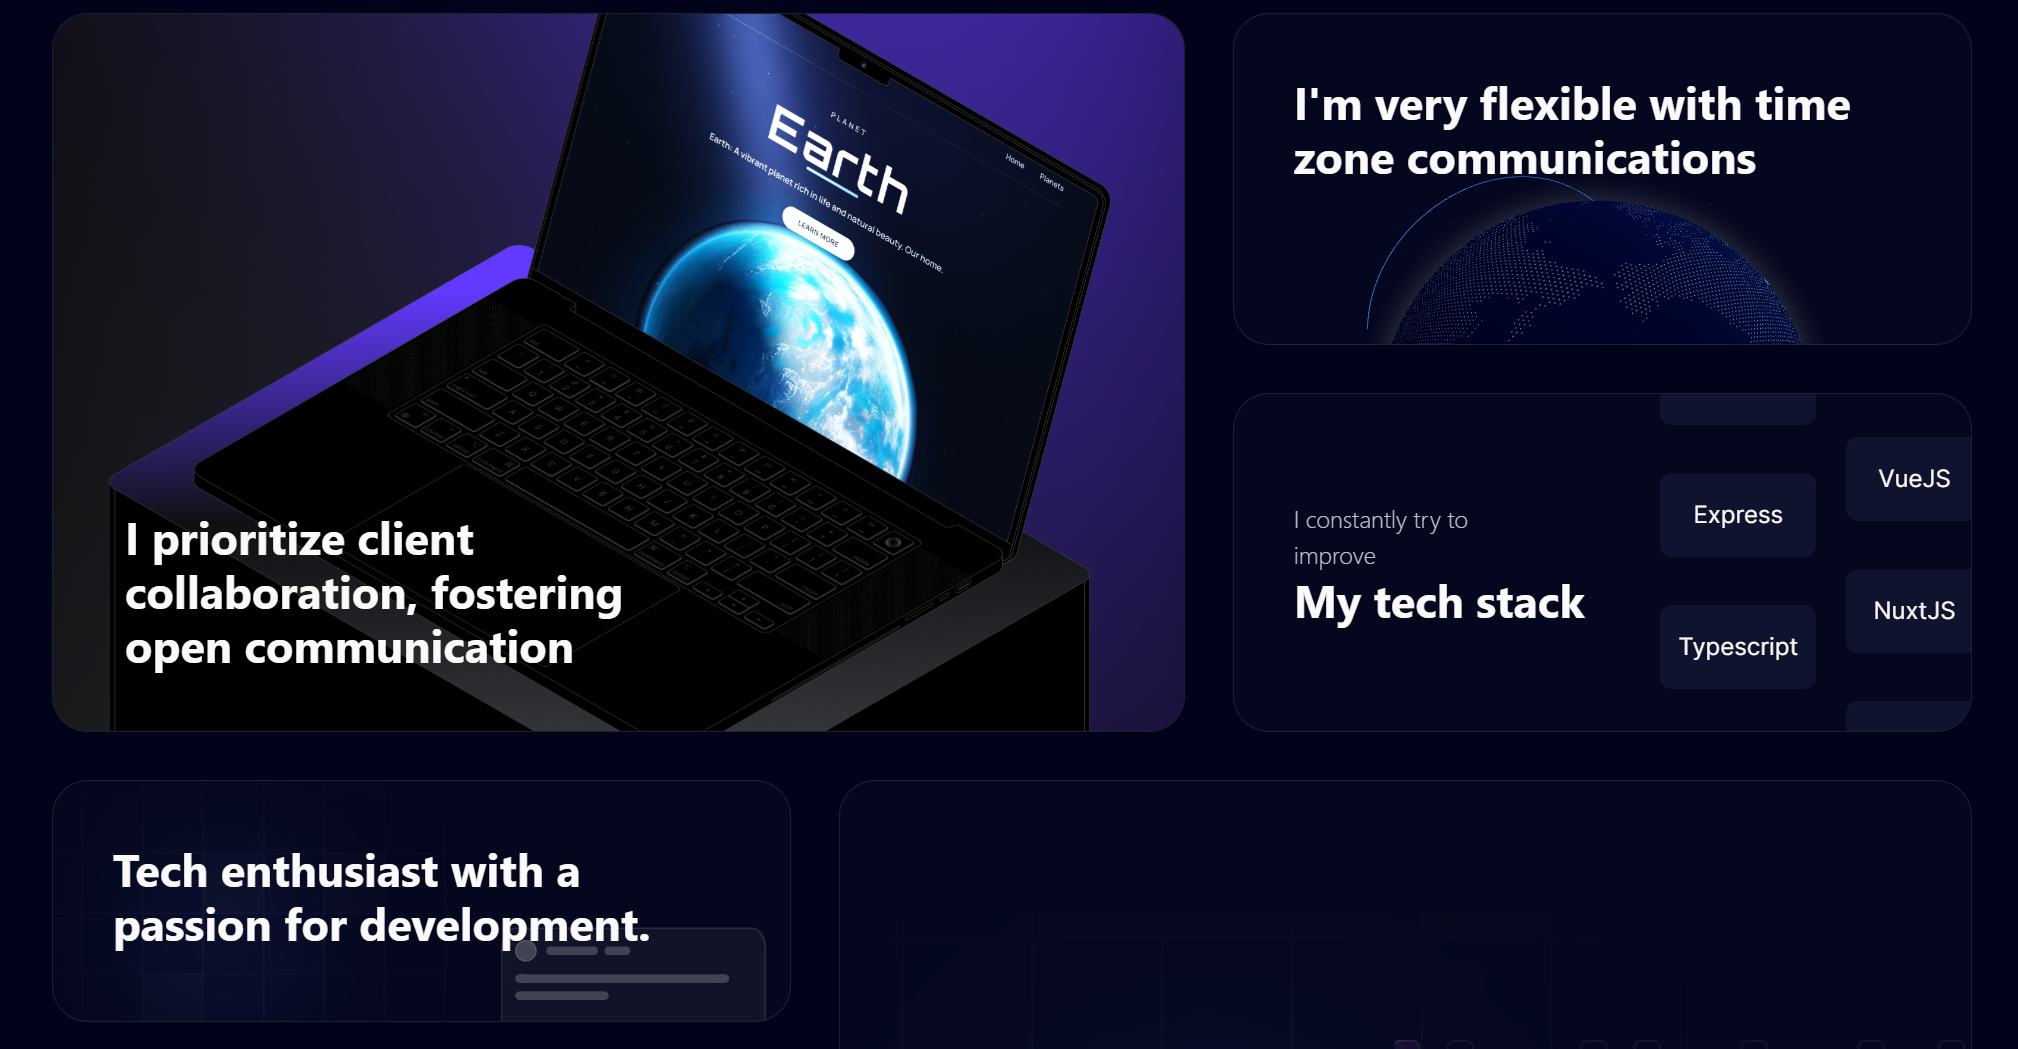 PLANET
Earth
Earth: A vibrant planet rich in life and natural beauty. Our home.
LEARN MORE
Home
Planets
I prioritize client
collaboration, fostering
open communication
I'm very flexible with time
zone communications
I constantly try to
improve
My tech stack
Express
Typescript
VueJS
NuxtJS
Tech enthusiast with a
passion for development.